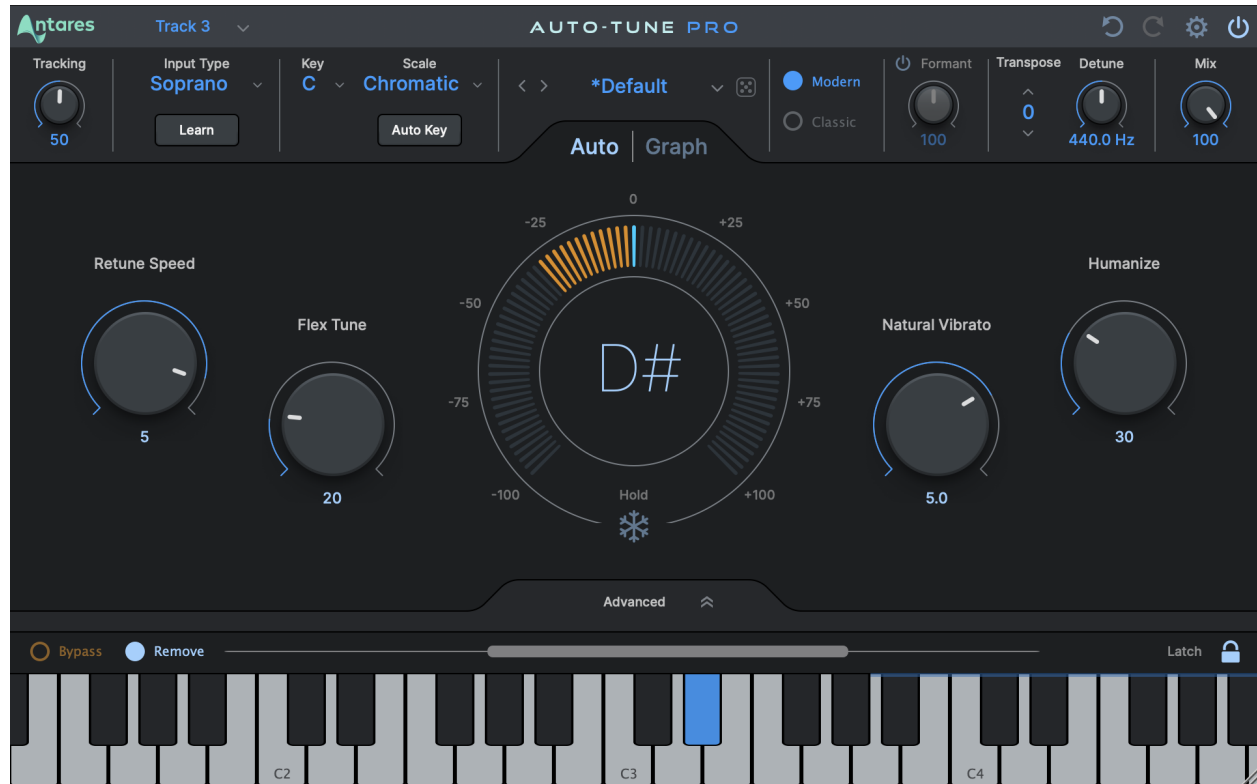 Antares
Track 3
AUTO-TUNE PRO
Tracking
50
Input Type
Soprano
Learn
Key
C
Scale
Chromatic
Auto Key
*Default
Modern
Classic
Formant
100
Transpose
0
Detune
440.0 Hz
Mix
100
Auto | Graph
0
-25
+25
-50
+50
-75
+75
-100
+100
D#
Hold
Retune Speed
5
Flex Tune
20
Natural Vibrato
5.0
Humanize
30
Advanced
Bypass
Remove
Latch
C2
C3
C4